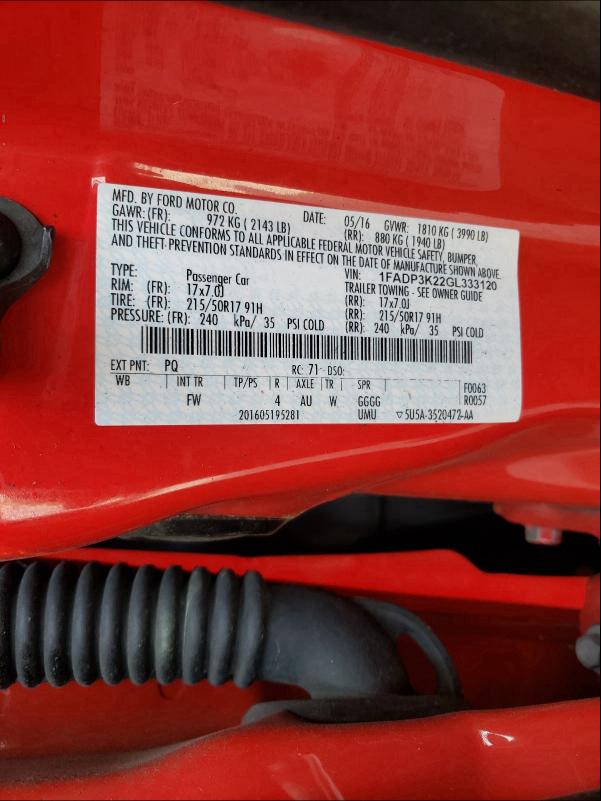 MFD. BY FORD MOTOR CO. DATE: 05/16 GVWR: 1810 KG ( 3990 LB)
GAWR: (FR): 972 KG ( 2143 LB) (RR): 880 KG ( 1940 LB)
THIS VEHICLE CONFORMS TO ALL APPLICABLE FEDERAL MOTOR VEHICLE SAFETY, BUMPER,
AND THEFT PREVENTION STANDARDS IN EFFECT ON THE DATE OF MANUFACTURE SHOWN ABOVE.
VIN: 1FADP3K22GL333120
TYPE: Passenger Car TRAILER TOWING - SEE OWNER GUIDE
RIM: (FR): 17x7.0J (RR): 17x7.0J
TIRE: (FR): 215/50R17 91H (RR): 215/50R17 91H
PRESSURE: (FR): 240 kPa/ 35 PSI COLD (RR): 240 kPa/ 35 PSI COLD
EXT PNT: PQ RC: 71 DSO:
WB INT TR TP/PS R AXLE TR SPR F0063
FW 4 AU W GGGG R0057
201605195281 UMU ▽5U5A-3520472-AA